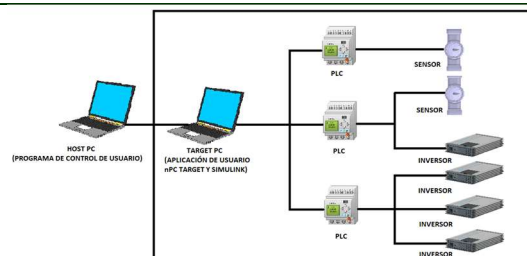 PLC
SENSOR
SENSOR
PLC
INVERSOR
INVERSOR
PLC
INVERSOR
INVERSOR
HOST PC
(PROGRAMA DE CONTROL DE USUARIO)
TARGET PC
(APLICACIÓN DE USUARIO
nPC TARGET Y SIMULINK)